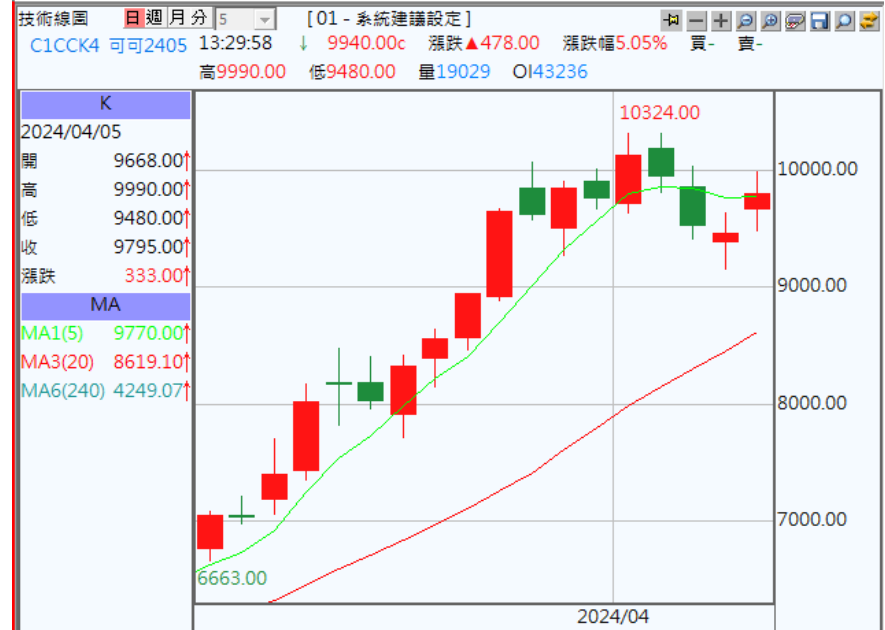 技術線圖 日 週 月 分 5 [01 - 系統建議設定]
C1CCK4 可可2405 13:29:58 ↓ 9940.00c 漲跌▲478.00 漲跌幅5.05% 買- 賣-
高9990.00 低9480.00 量19029 OI43236
K
2024/04/05
開 9668.00↑
高 9990.00↑
低 9480.00↑
收 9795.00↑
漲跌 333.00↑
MA
MA1(5) 9770.00↑
MA3(20) 8619.10↑
MA6(240) 4249.07↑
10324.00
10000.00
9000.00
8000.00
7000.00
6663.00
2024/04